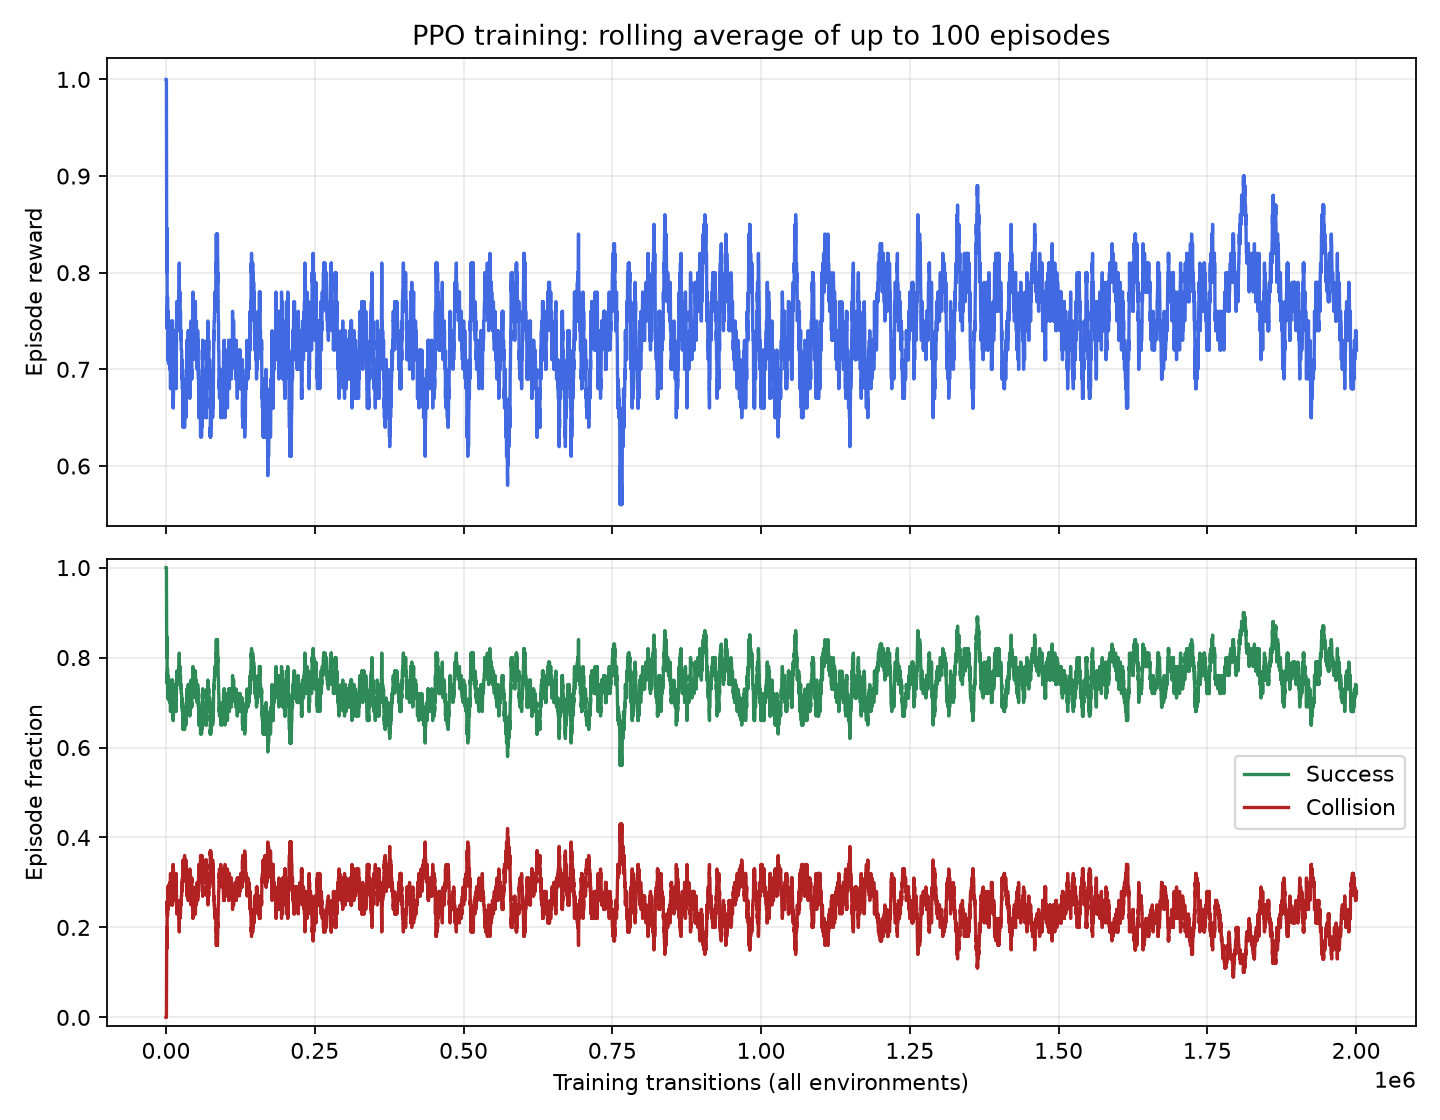 PPO training: rolling average of up to 100 episodes
1.0
0.9
0.8
0.7
0.6
Episode reward
1.0
0.8
0.6
0.4
0.2
0.0
Episode fraction
Success
Collision
0.00 0.25 0.50 0.75 1.00 1.25 1.50 1.75 2.00
1e6
Training transitions (all environments)